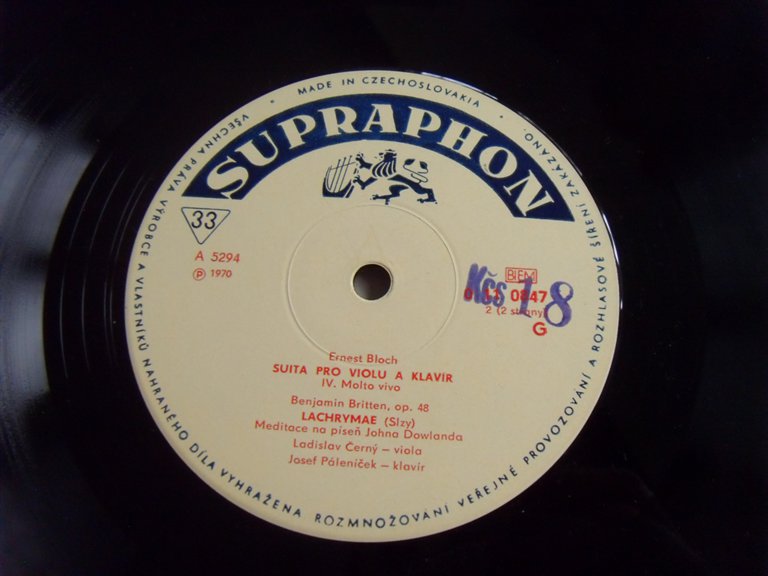 MADE IN CZECHOSLOVAKIA
SUPRAPHON
33
A 5294
℗ 1970
BIEM
0847
2 (2 strany)
G
Kčs 18
Ernest Bloch
SUITA PRO VIOLU A KLAVÍR
IV. Molto vivo
Benjamin Britten, op. 48
LACHRYMAE (Slzy)
Meditace na píseň Johna Dowlanda
Ladislav Černý – viola
Josef Páleníček – klavír
VŠECHNA PRÁVA VÝROBCE A VLASTNÍKŮ NAHRANÉHO DÍLA VYHRAŽENA ROZMNOŽOVÁNÍ VEŘEJNÉ PROVOZOVÁNÍ A ROZHLASOVÉ ŠÍŘENÍ ZAKÁZÁNO